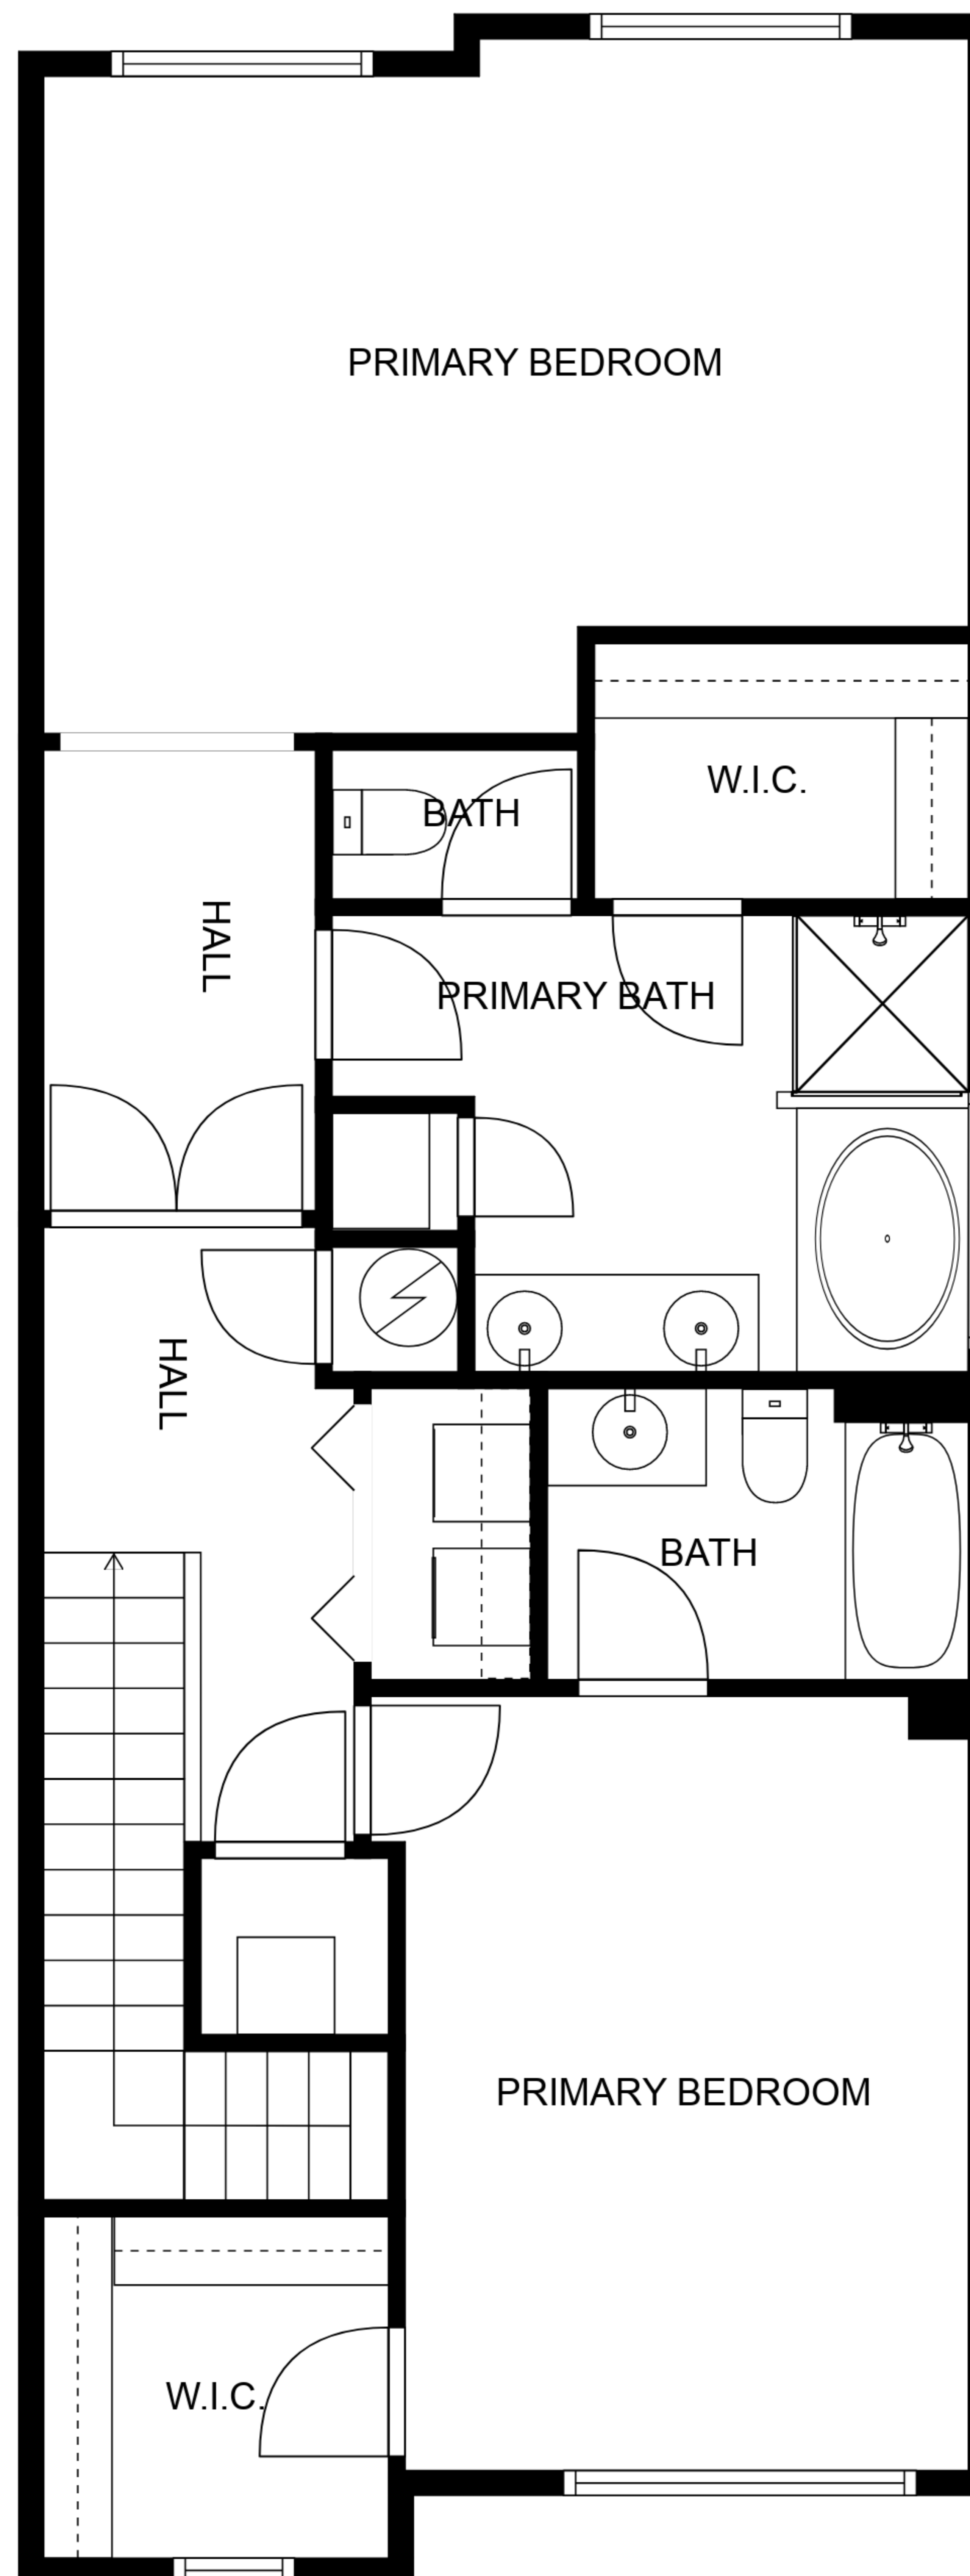 PRIMARY BEDROOM
W.I.C.
BATH
HALL
PRIMARY BATH
HALL
BATH
PRIMARY BEDROOM
W.I.C.